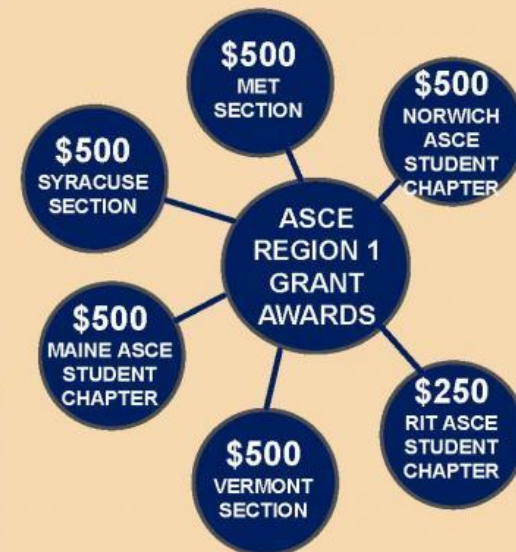 $500
MET
SECTION
$500
NORWICH
ASCE
STUDENT
CHAPTER
$500
SYRACUSE
SECTION
ASCE
REGION 1
GRANT
AWARDS
$500
MAINE ASCE
STUDENT
CHAPTER
$250
RIT ASCE
STUDENT
CHAPTER
$500
VERMONT
SECTION